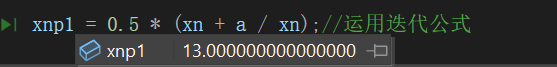 xnp1 = 0.5 * (xn + a / xn);//运用迭代公式
xnp1 13.000000000000000